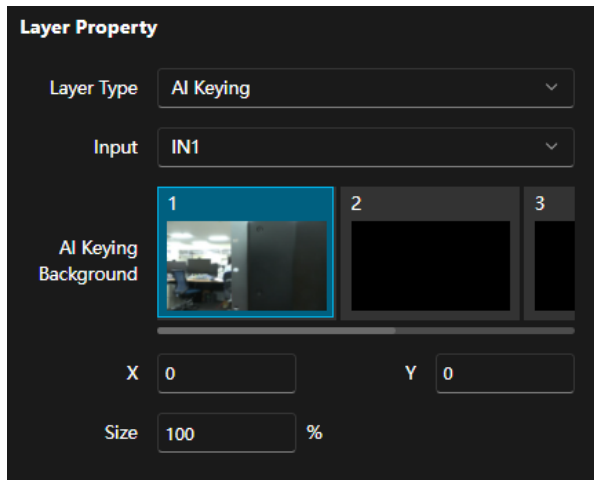 Layer Property
Layer Type
AI Keying
Input
IN1
1
2
3
AI Keying
Background
X
0
Y
0
Size
100
%